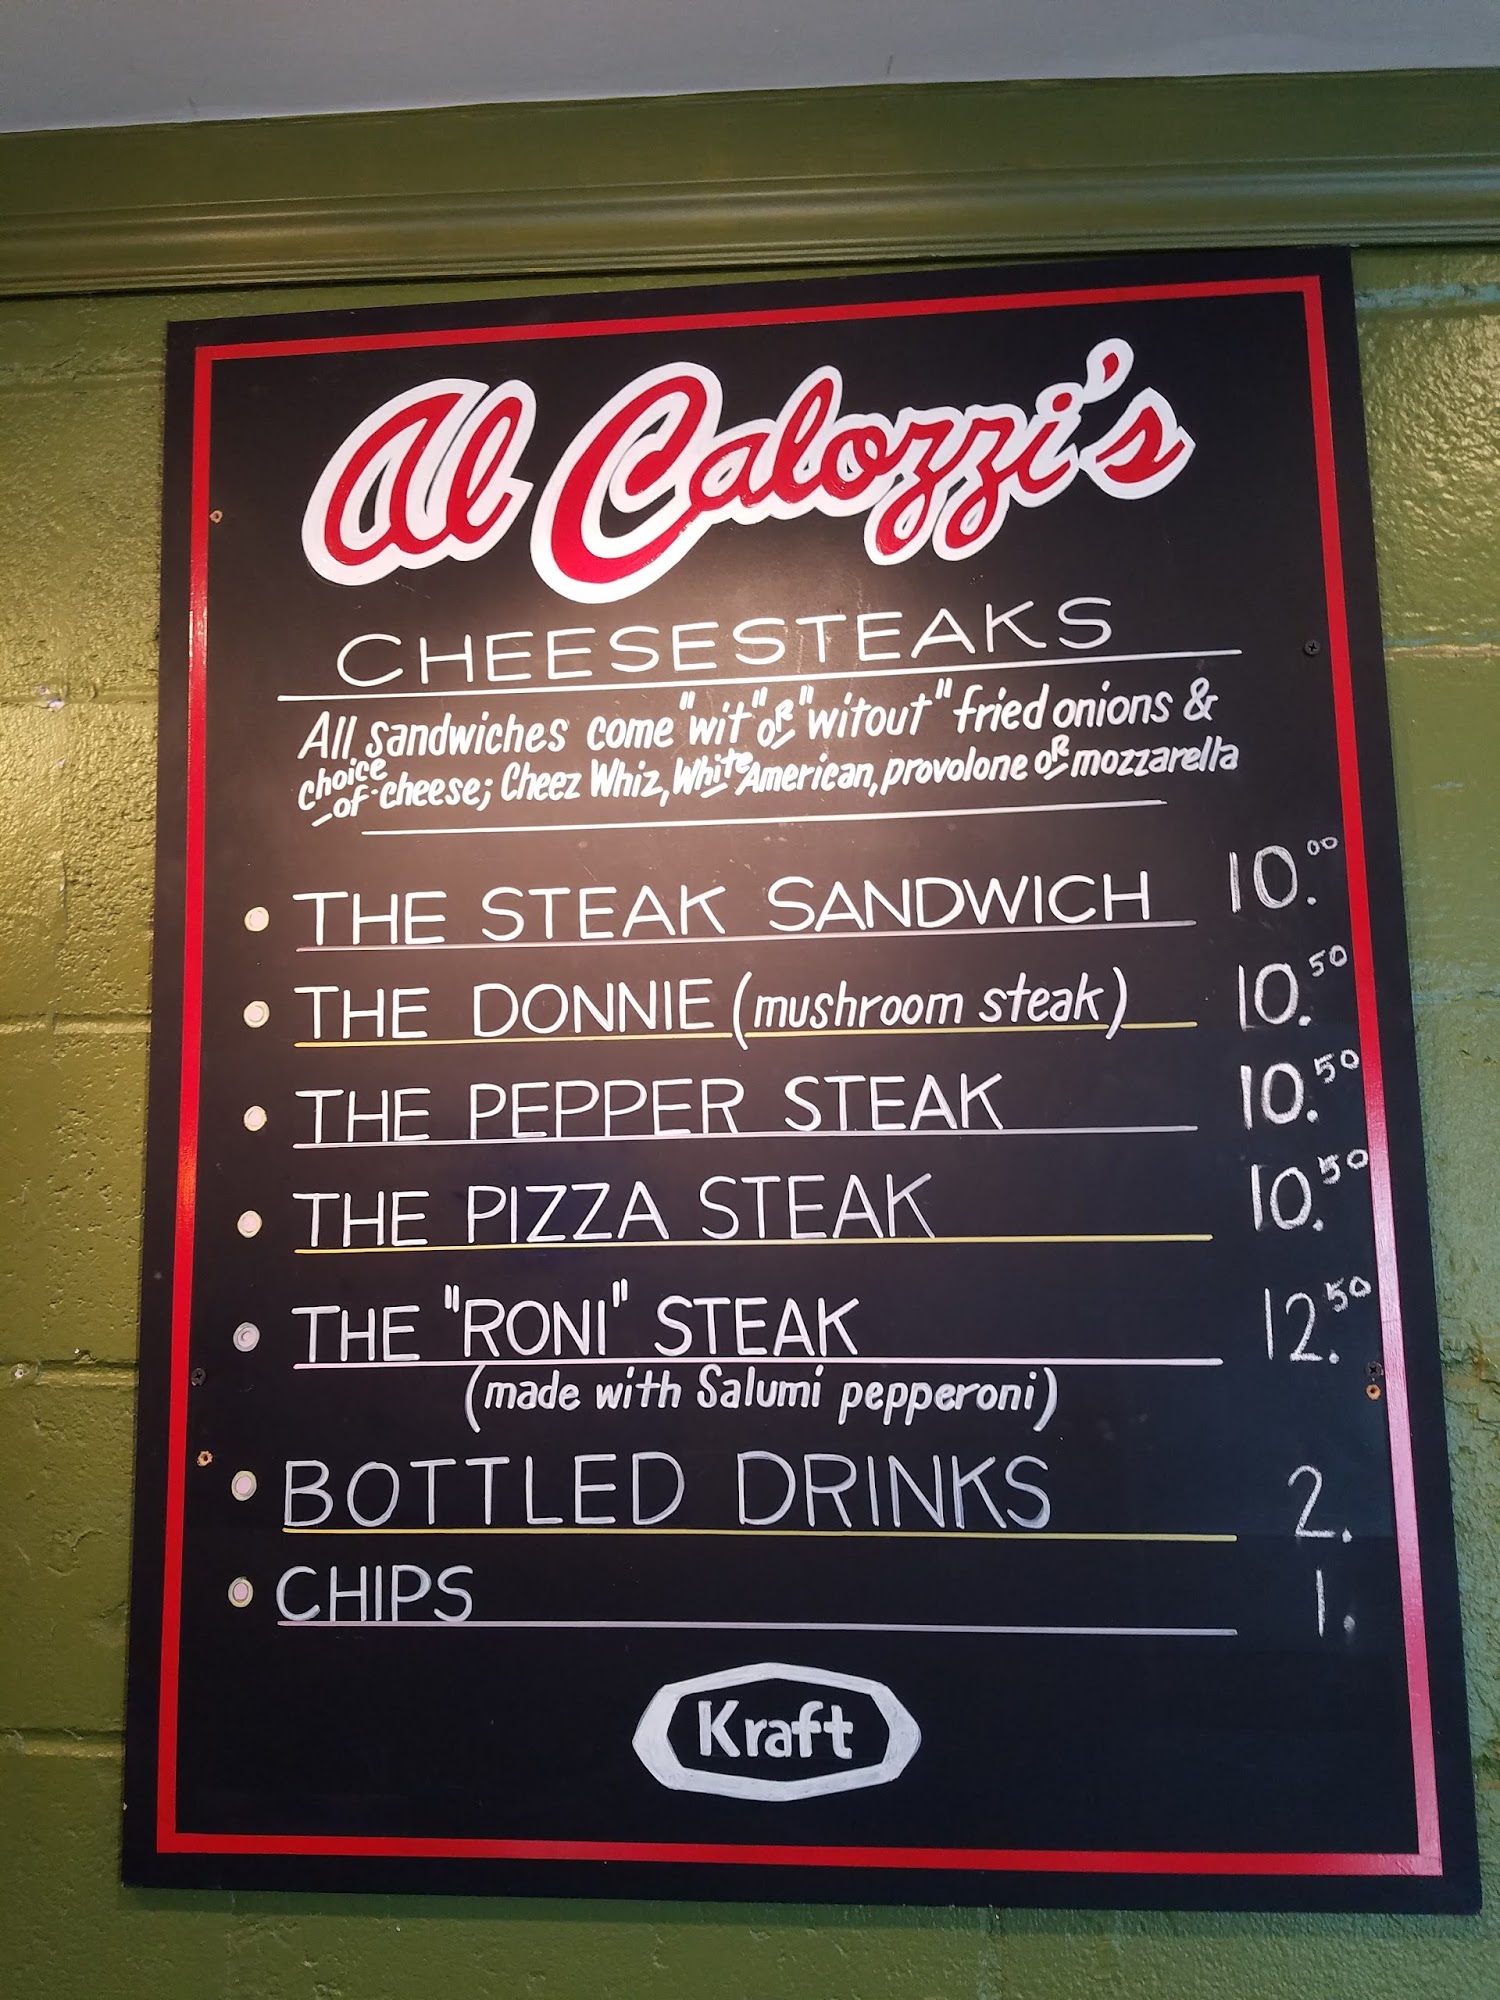 Al Calozzi's
CHEESESTEAKS
All sandwiches come "wit" OR "witout" fried onions &
choice of cheese; Cheez Whiz, White American, provolone OR mozzarella
THE STEAK SANDWICH 10.00
THE DONNIE (mushroom steak) 10.50
THE PEPPER STEAK 10.50
THE PIZZA STEAK 10.50
THE "RONI" STEAK 12.50
(made with Salumi pepperoni)
BOTTLED DRINKS 2.
CHIPS 1.
Kraft